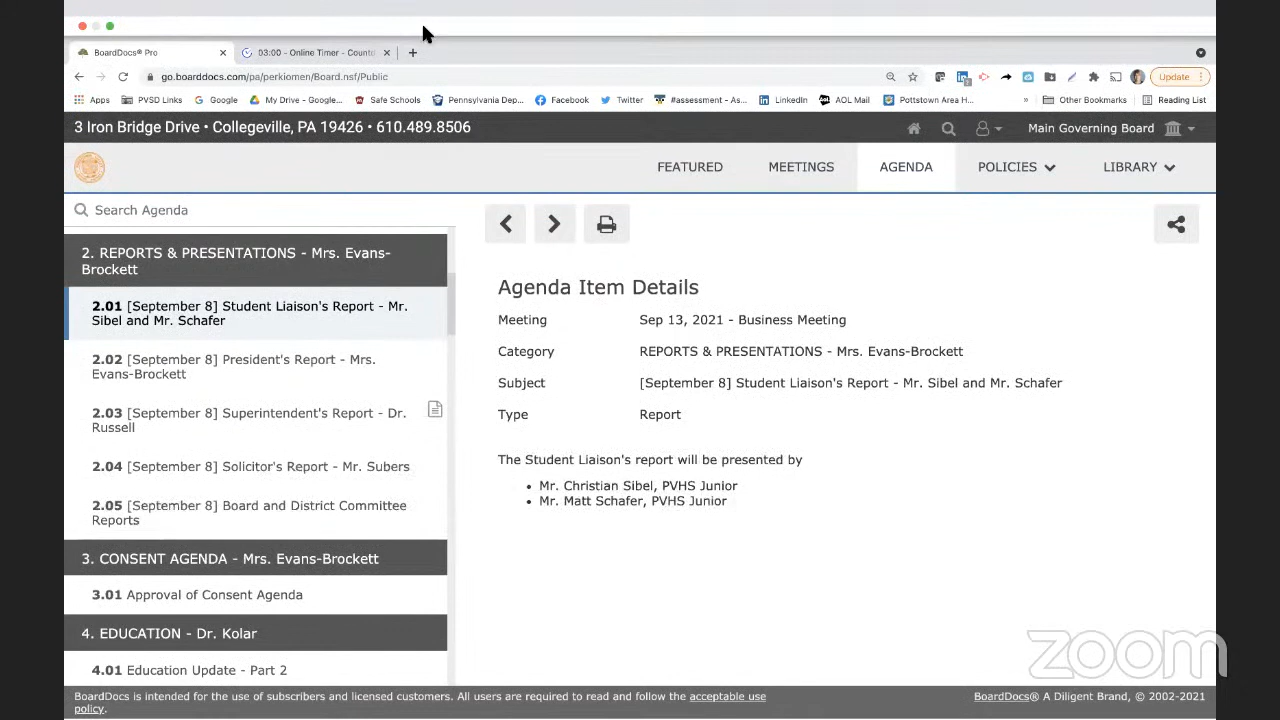 BoardDocs® Pro
03:00 - Online Timer - Countd
go.boarddocs.com/pa/perkiomen/Board.nsf/Public
Update
Apps PVSD Links Google My Drive - Google... Safe Schools Pennsylvania Dep... Facebook Twitter #assessment - As... LinkedIn AOL Mail Pottstown Area H... » Other Bookmarks Reading List
3 Iron Bridge Drive • Collegeville, PA 19426 • 610.489.8506
Main Governing Board
FEATURED MEETINGS AGENDA POLICIES LIBRARY
Search Agenda
2. REPORTS & PRESENTATIONS - Mrs. Evans-
Brockett
2.01 [September 8] Student Liaison's Report - Mr.
Sibel and Mr. Schafer
2.02 [September 8] President's Report - Mrs.
Evans-Brockett
2.03 [September 8] Superintendent's Report - Dr.
Russell
2.04 [September 8] Solicitor's Report - Mr. Subers
2.05 [September 8] Board and District Committee
Reports
3. CONSENT AGENDA - Mrs. Evans-Brockett
3.01 Approval of Consent Agenda
4. EDUCATION - Dr. Kolar
4.01 Education Update - Part 2
Agenda Item Details
Meeting Sep 13, 2021 - Business Meeting
Category REPORTS & PRESENTATIONS - Mrs. Evans-Brockett
Subject [September 8] Student Liaison's Report - Mr. Sibel and Mr. Schafer
Type Report
The Student Liaison's report will be presented by
• Mr. Christian Sibel, PVHS Junior
• Mr. Matt Schafer, PVHS Junior
zoom
BoardDocs is intended for the use of subscribers and licensed customers. All users are required to read and follow the acceptable use
policy.
BoardDocs® A Diligent Brand, © 2002-2021